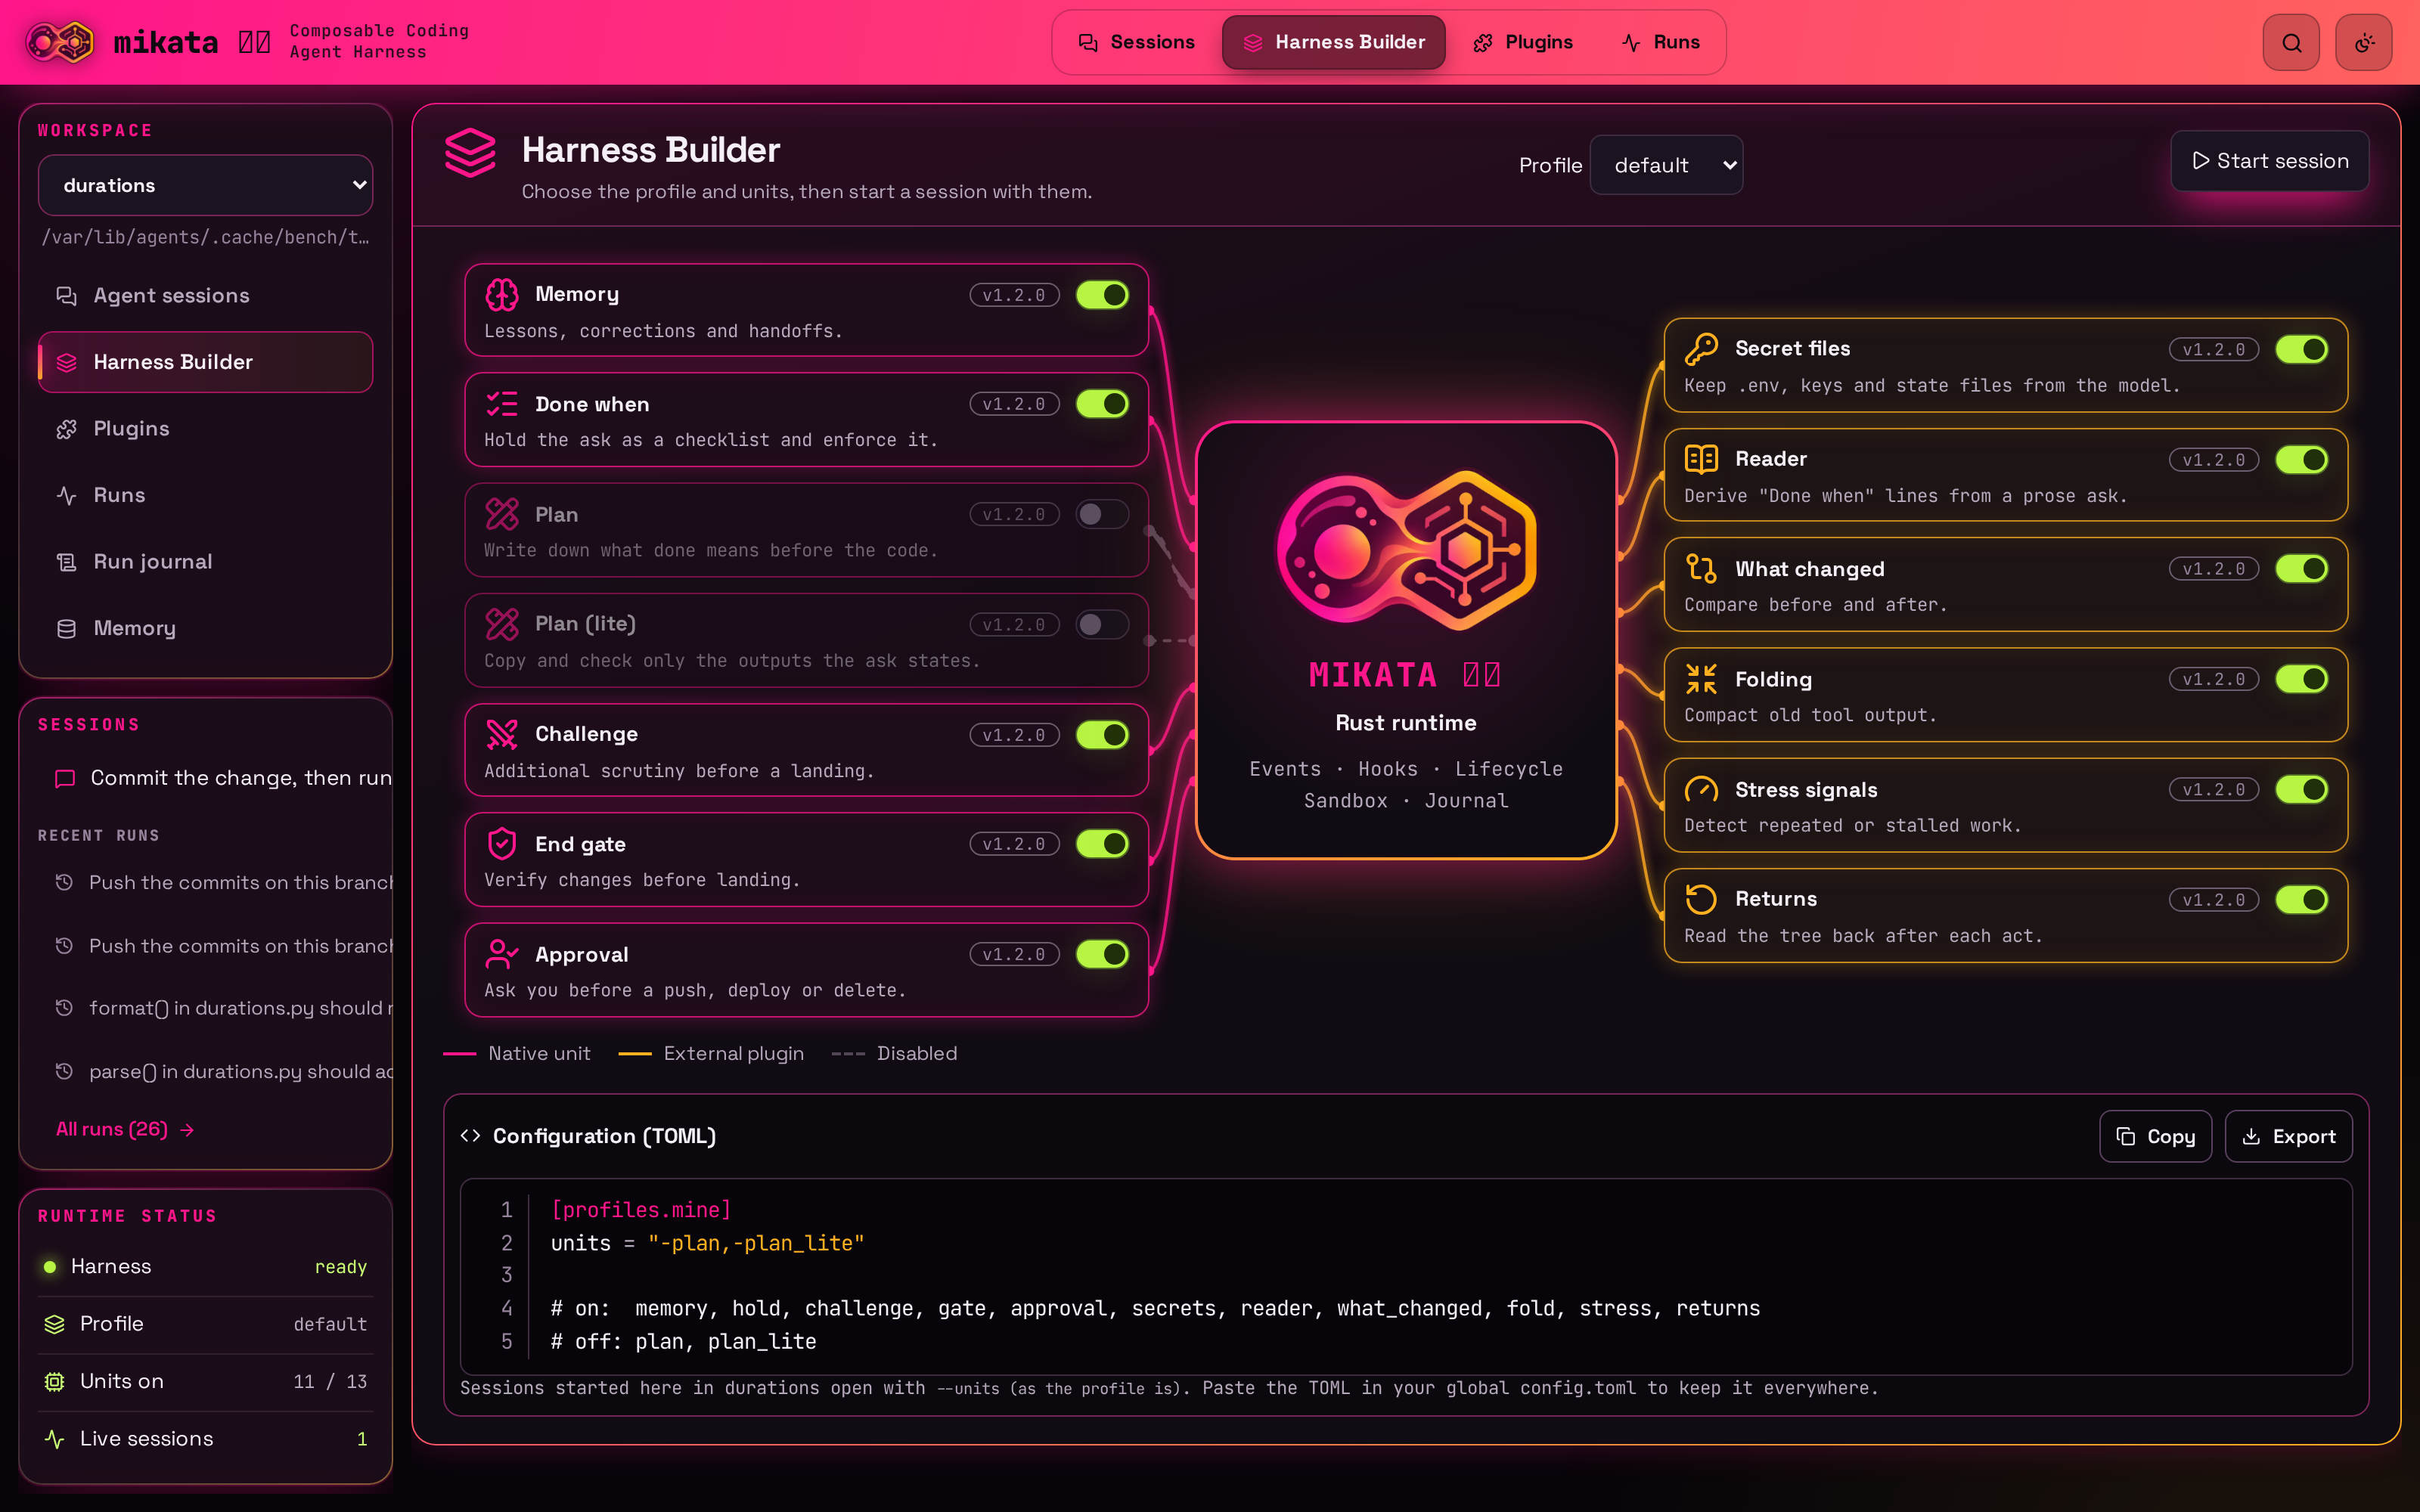 mikata
Composable Coding
Agent Harness
Sessions
Harness Builder
Plugins
Runs
WORKSPACE
durations
/var/lib/agents/.cache/bench/t…
Agent sessions
Harness Builder
Plugins
Runs
Run journal
Memory
SESSIONS
Commit the change, then run
RECENT RUNS
Push the commits on this branch
Push the commits on this branch
format() in durations.py should
parse() in durations.py should
All runs (26) →
RUNTIME STATUS
Harness ready
Profile default
Units on 11 / 13
Live sessions 1
Harness Builder
Choose the profile and units, then start a session with them.
Profile default
Start session
Memory v1.2.0
Lessons, corrections and handoffs.
Done when v1.2.0
Hold the ask as a checklist and enforce it.
Plan v1.2.0
Write down what done means before the code.
Plan (lite) v1.2.0
Copy and check only the outputs the ask states.
Challenge v1.2.0
Additional scrutiny before a landing.
End gate v1.2.0
Verify changes before landing.
Approval v1.2.0
Ask you before a push, deploy or delete.
MIKATA
Rust runtime
Events · Hooks · Lifecycle
Sandbox · Journal
Secret files v1.2.0
Keep .env, keys and state files from the model.
Reader v1.2.0
Derive "Done when" lines from a prose ask.
What changed v1.2.0
Compare before and after.
Folding v1.2.0
Compact old tool output.
Stress signals v1.2.0
Detect repeated or stalled work.
Returns v1.2.0
Read the tree back after each act.
Native unit
External plugin
Disabled
Configuration (TOML)
Copy
Export
1 [profiles.mine]
2 units = "-plan,-plan_lite"
3
4 # on:  memory, hold, challenge, gate, approval, secrets, reader, what_changed, fold, stress, returns
5 # off: plan, plan_lite
Sessions started here in durations open with --units (as the profile is). Paste the TOML in your global config.toml to keep it everywhere.